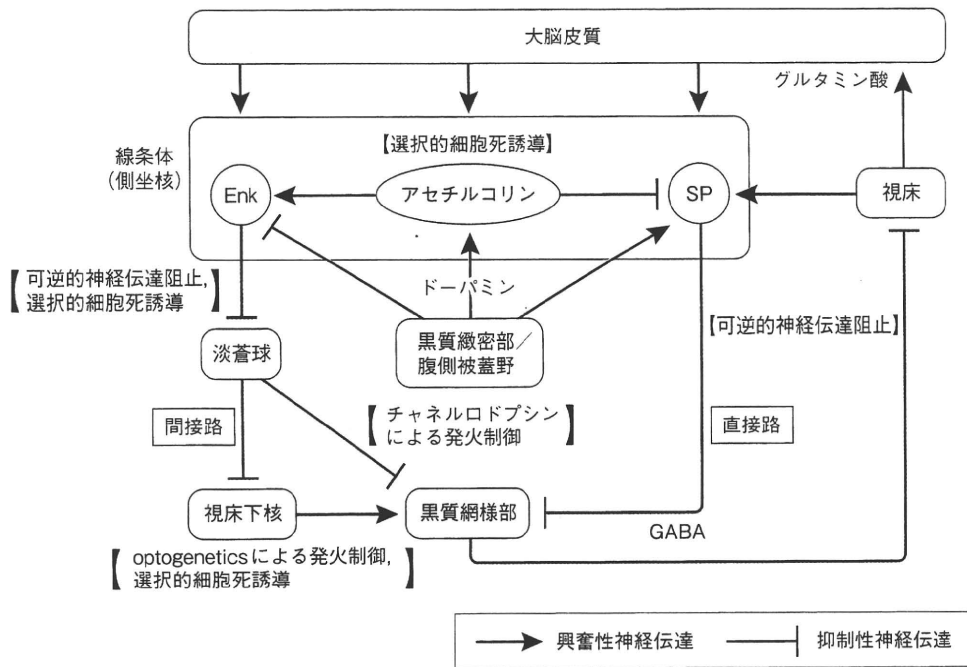 大脳皮質
グルタミン酸
【選択的細胞死誘導】
線条体
(側坐核)
Enk
アセチルコリン
SP
視床
ドーパミン
【可逆的神経伝達阻止,
選択的細胞死誘導】
【可逆的神経伝達阻止】
淡蒼球
黒質緻密部／
腹側被蓋野
間接路
【チャネルロドプシン
による発火制御】
直接路
視床下核
黒質網様部
GABA
【optogeneticsによる発火制御,
選択的細胞死誘導】
興奮性神経伝達
抑制性神経伝達